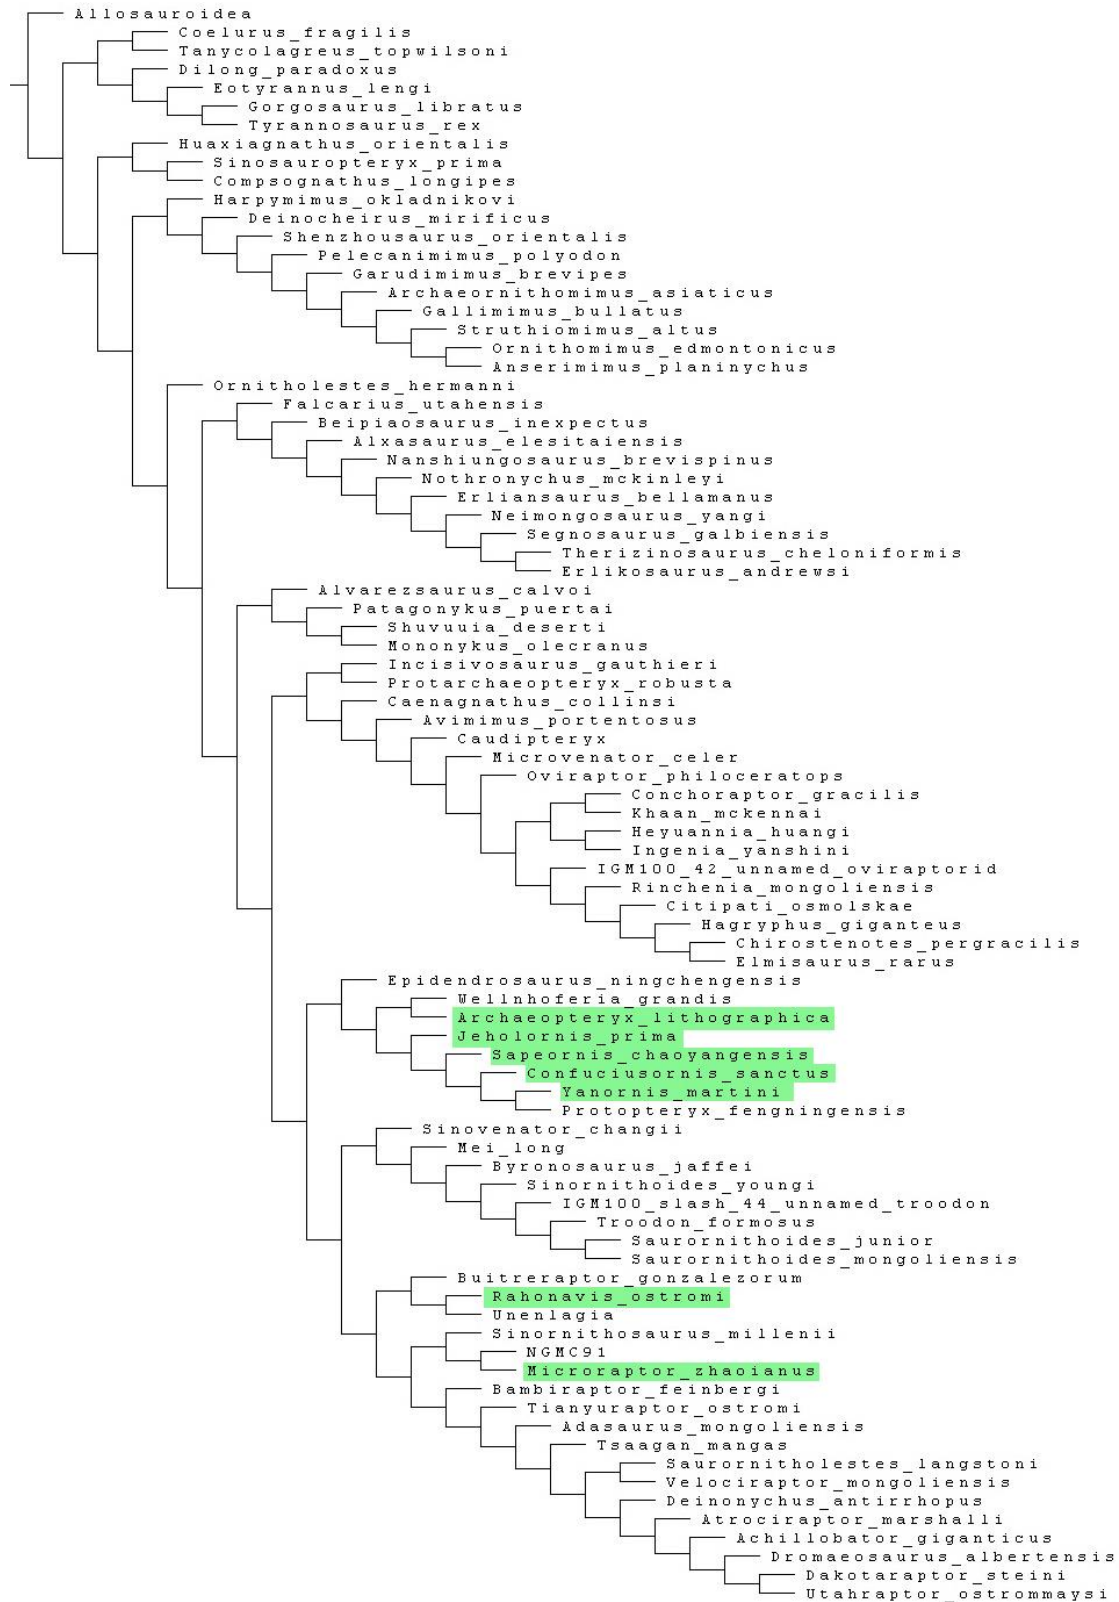 Allosauroidea
Coelurus_fragilis
Tanycolagreus_topwilsoni
Dilong_paradoxus
Eotyrannus_lengi
Gorgosaurus_libratus
Tyrannosaurus_rex
Huaxiagnathus_orientalis
Sinosauropteryx_prima
Compsognathus_longipes
Harpymimus_okladnikovi
Deinocheirus_mirificus
Shenzhousaurus_orientalis
Pelecanimimus_polyodon
Garudimimus_brevipes
Archaeornithomimus_asiaticus
Gallimimus_bullatus
Struthiomimus_altus
Ornithomimus_edmontonicus
Anserimimus_planinychus
Ornitholestes_hermanni
Falcarius_utahensis
Beipiaosaurus_inexpectus
Alxasaurus_elesitaiensis
Nanshiungosaurus_brevispinus
Nothronychus_mckinleyi
Erliansaurus_bellamanus
Neimongosaurus_yangi
Segnosaurus_galbiensis
Therizinosaurus_cheloniformis
Erlikosaurus_andrewsi
Alvarezsaurus_calvoi
Patagonykus_puertai
Shuvuuia_deserti
Mononykus_olecranus
Incisivosaurus_gauthieri
Protarchaeopteryx_robusta
Caenagnathus_collinsi
Avimimus_portentosus
Caudipteryx
Microvenator_celer
Oviraptor_philoceratops
Conchoraptor_gracilis
Khaan_mckennai
Heyuannia_huangi
Ingenia_yanshini
IGM100_42_unnamed_oviraptorid
Rinchenia_mongoliensis
Citipati_osmolskae
Hagryphus_giganteus
Chirostenotes_pergracilis
Elmisaurus_rarus
Epidendrosaurus_ningchengensis
Wellnhoferia_grandis
Archaeopteryx_lithographica
Jeholornis_prima
Sapeornis_chaoyangensis
Confuciusornis_sanctus
Yanornis_martini
Protopteryx_fengningensis
Sinovenator_changii
Mei_long
Byronosaurus_jaffei
Sinornithoides_youngi
IGM100_slash_44_unnamed_troodon
Troodon_formosus
Saurornithoides_junior
Saurornithoides_mongoliensis
Buitreraptor_gonzalezorum
Rahonavis_ostromi
Unenlagia
Sinornithosaurus_millenii
NGMC91
Microraptor_zhaoianus
Bambiraptor_feinbergi
Tianyuraptor_ostromi
Adasaurus_mongoliensis
Tsaagan_mangas
Saurornitholestes_langstoni
Velociraptor_mongoliensis
Deinonychus_antirrhopus
Atrociraptor_marshalli
Achillobator_giganticus
Dromaeosaurus_albertensis
Dakotaraptor_steini
Utahraptor_ostrommaysi